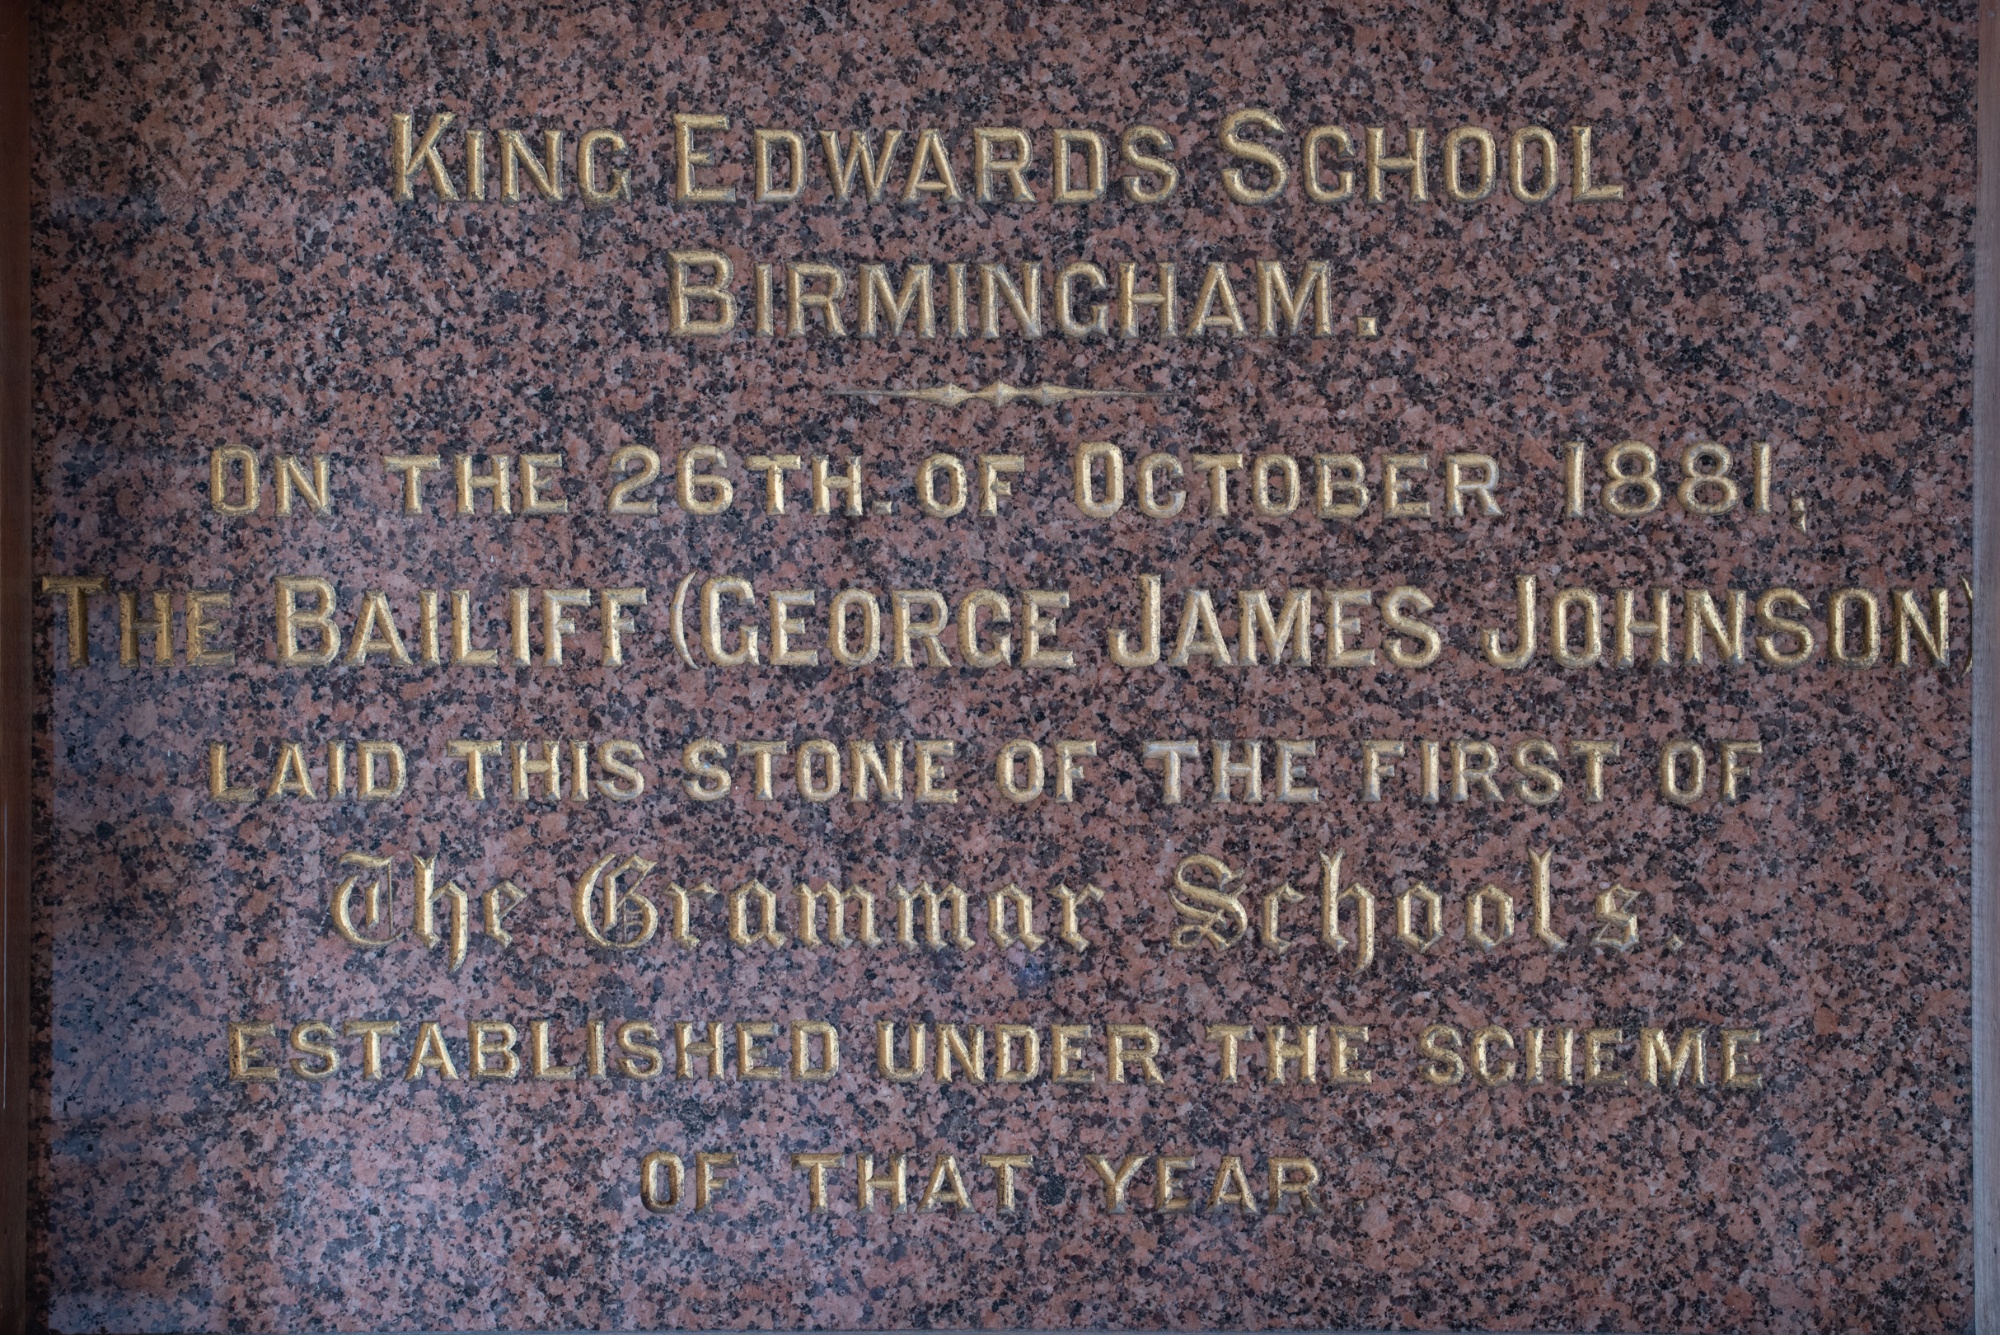 KING EDWARDS SCHOOL
BIRMINGHAM.
ON THE 26TH. OF OCTOBER 1881,
THE BAILIFF (GEORGE JAMES JOHNSON)
LAID THIS STONE OF THE FIRST OF
The Grammar Schools.
ESTABLISHED UNDER THE SCHEME
OF THAT YEAR.